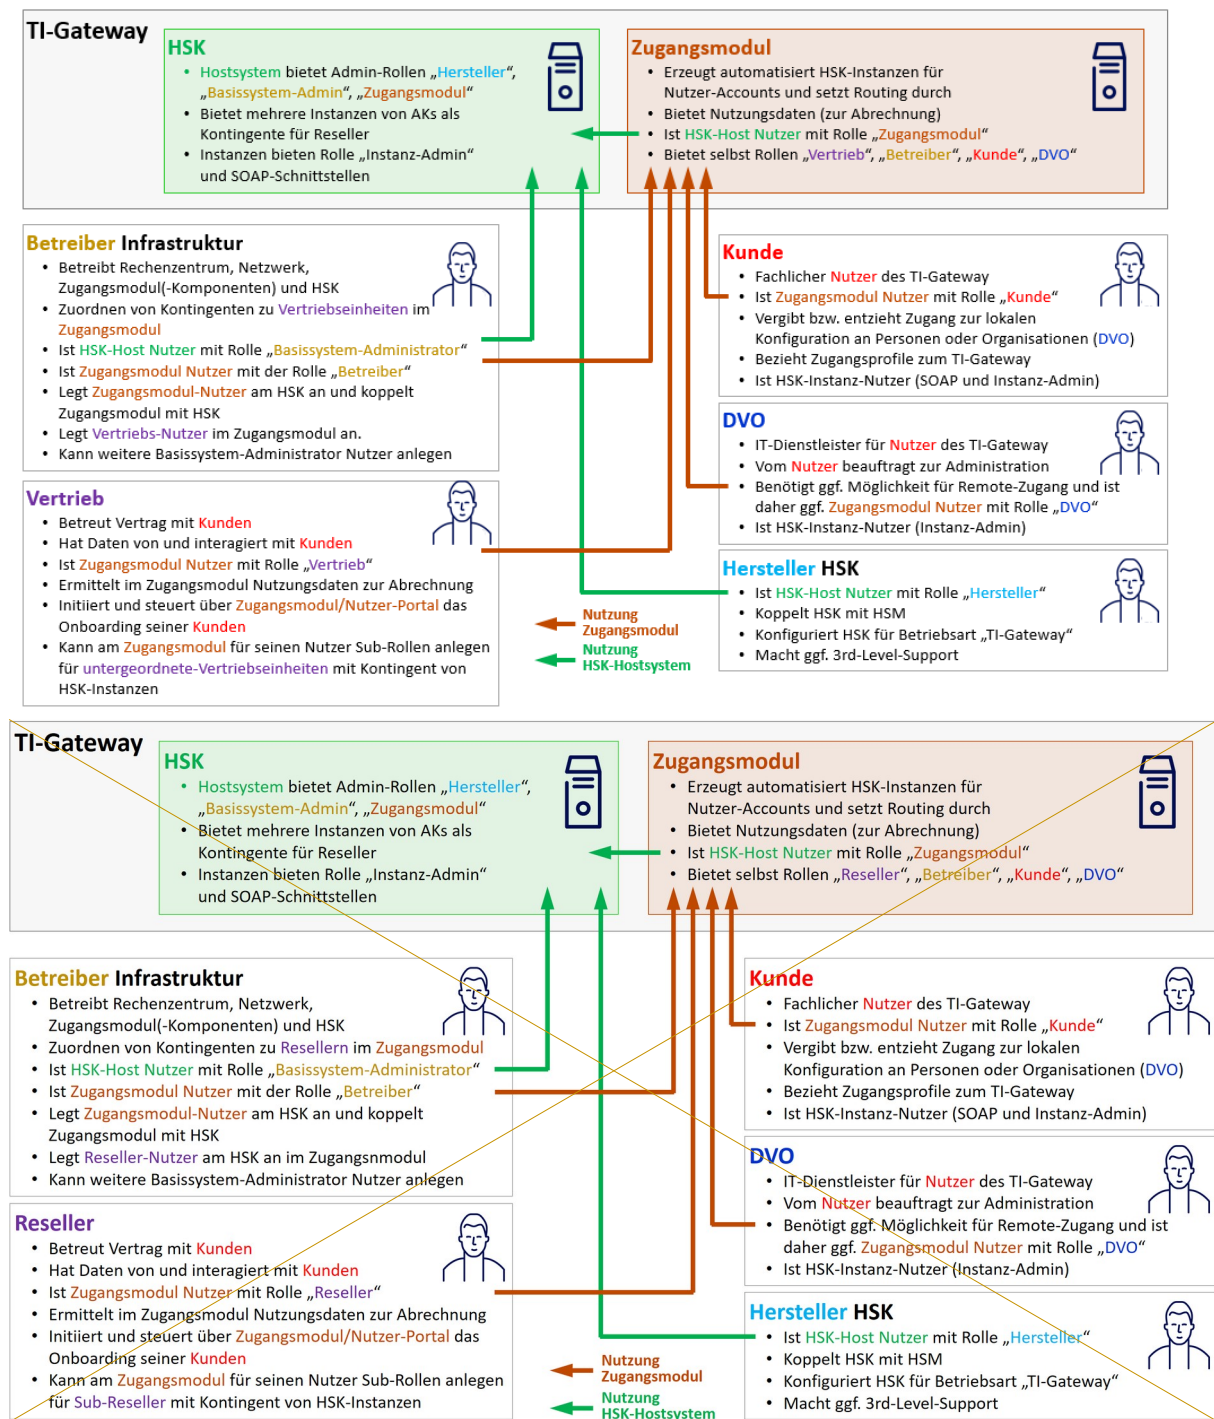 TI-Gateway
HSK
• Hostsystem bietet Admin-Rollen „Hersteller“,
„Basissystem-Admin“, „Zugangsmodul“
• Bietet mehrere Instanzen von AKs als
Kontingente für Reseller
• Instanzen bieten Rolle „Instanz-Admin“
und SOAP-Schnittstellen
Zugangsmodul
• Erzeugt automatisiert HSK-Instanzen für
Nutzer-Accounts und setzt Routing durch
• Bietet Nutzungsdaten (zur Abrechnung)
• Ist HSK-Host Nutzer mit Rolle „Zugangsmodul“
• Bietet selbst Rollen „Vertrieb“, „Betreiber“, „Kunde“, „DVO“
Betreiber Infrastruktur
• Betreibt Rechenzentrum, Netzwerk,
Zugangsmodul(-Komponenten) und HSK
• Zuordnen von Kontingenten zu Vertriebseinheiten im
Zugangsmodul
• Ist HSK-Host Nutzer mit Rolle „Basissystem-Administrator“
• Ist Zugangsmodul Nutzer mit der Rolle „Betreiber“
• Legt Zugangsmodul-Nutzer am HSK an und koppelt
Zugangsmodul mit HSK
• Legt Vertriebs-Nutzer im Zugangsmodul an.
• Kann weitere Basissystem-Administrator Nutzer anlegen
Vertrieb
• Betreut Vertrag mit Kunden
• Hat Daten von und interagiert mit Kunden
• Ist Zugangsmodul Nutzer mit Rolle „Vertrieb“
• Ermittelt im Zugangsmodul Nutzungsdaten zur Abrechnung
• Initiiert und steuert über Zugangsmodul/Nutzer-Portal das
Onboarding seiner Kunden
• Kann am Zugangsmodul für seinen Nutzer Sub-Rollen anlegen
für untergeordnete-Vertriebseinheiten mit Kontingent von
HSK-Instanzen
Kunde
• Fachlicher Nutzer des TI-Gateway
• Ist Zugangsmodul Nutzer mit Rolle „Kunde“
• Vergibt bzw. entzieht Zugang zur lokalen
Konfiguration an Personen oder Organisationen (DVO)
• Bezieht Zugangsprofile zum TI-Gateway
• Ist HSK-Instanz-Nutzer (SOAP und Instanz-Admin)
DVO
• IT-Dienstleister für Nutzer des TI-Gateway
• Vom Nutzer beauftragt zur Administration
• Benötigt ggf. Möglichkeit für Remote-Zugang und ist
daher ggf. Zugangsmodul Nutzer mit Rolle „DVO“
• Ist HSK-Instanz-Nutzer (Instanz-Admin)
Hersteller HSK
• Ist HSK-Host Nutzer mit Rolle „Hersteller“
• Koppelt HSK mit HSM
• Konfiguriert HSK für Betriebsart „TI-Gateway“
• Macht ggf. 3rd-Level-Support
Nutzung
Zugangsmodul
Nutzung
HSK-Hostsystem
TI-Gateway
HSK
• Hostsystem bietet Admin-Rollen „Hersteller“,
„Basissystem-Admin“, „Zugangsmodul“
• Bietet mehrere Instanzen von AKs als
Kontingente für Reseller
• Instanzen bieten Rolle „Instanz-Admin“
und SOAP-Schnittstellen
Zugangsmodul
• Erzeugt automatisiert HSK-Instanzen für
Nutzer-Accounts und setzt Routing durch
• Bietet Nutzungsdaten (zur Abrechnung)
• Ist HSK-Host Nutzer mit Rolle „Zugangsmodul“
• Bietet selbst Rollen „Reseller“, „Betreiber“, „Kunde“, „DVO“
Betreiber Infrastruktur
• Betreibt Rechenzentrum, Netzwerk,
Zugangsmodul(-Komponenten) und HSK
• Zuordnen von Kontingenten zu Resellern im Zugangsmodul
• Ist HSK-Host Nutzer mit Rolle „Basissystem-Administrator“
• Ist Zugangsmodul Nutzer mit der Rolle „Betreiber“
• Legt Zugangsmodul-Nutzer am HSK an und koppelt
Zugangsmodul mit HSK
• Legt Reseller-Nutzer am HSK an im Zugangsnmodul
• Kann weitere Basissystem-Administrator Nutzer anlegen
Reseller
• Betreut Vertrag mit Kunden
• Hat Daten von und interagiert mit Kunden
• Ist Zugangsmodul Nutzer mit Rolle „Reseller“
• Ermittelt im Zugangsmodul Nutzungsdaten zur Abrechnung
• Initiiert und steuert über Zugangsmodul/Nutzer-Portal das
Onboarding seiner Kunden
• Kann am Zugangsmodul für seinen Nutzer Sub-Rollen anlegen
für Sub-Reseller mit Kontingent von HSK-Instanzen
Kunde
• Fachlicher Nutzer des TI-Gateway
• Ist Zugangsmodul Nutzer mit Rolle „Kunde“
• Vergibt bzw. entzieht Zugang zur lokalen
Konfiguration an Personen oder Organisationen (DVO)
• Bezieht Zugangsprofile zum TI-Gateway
• Ist HSK-Instanz-Nutzer (SOAP und Instanz-Admin)
DVO
• IT-Dienstleister für Nutzer des TI-Gateway
• Vom Nutzer beauftragt zur Administration
• Benötigt ggf. Möglichkeit für Remote-Zugang und ist
daher ggf. Zugangsmodul Nutzer mit Rolle „DVO“
• Ist HSK-Instanz-Nutzer (Instanz-Admin)
Hersteller HSK
• Ist HSK-Host Nutzer mit Rolle „Hersteller“
• Koppelt HSK mit HSM
• Konfiguriert HSK für Betriebsart „TI-Gateway“
• Macht ggf. 3rd-Level-Support
Nutzung
Zugangsmodul
Nutzung
HSK-Hostsystem